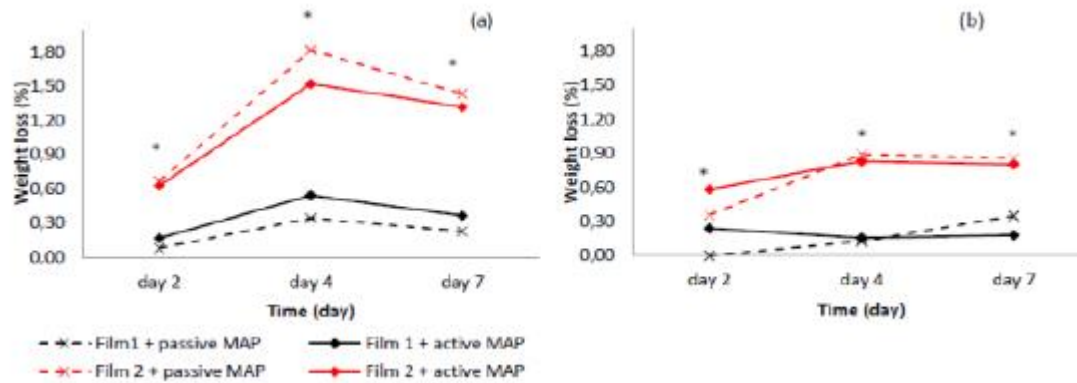 (a)
Weight loss (%)
1,80
1,50
1,20
0,90
0,60
0,30
0,00
*
*
*
day 2
day 4
day 7
Time (day)
(b)
Weight loss (%)
1,80
1,50
1,20
0,90
0,60
0,30
0,00
*
*
*
day 2
day 4
day 7
Time (day)
Film1 + passive MAP
Film 1 + active MAP
Film 2 + passive MAP
Film 2 + active MAP